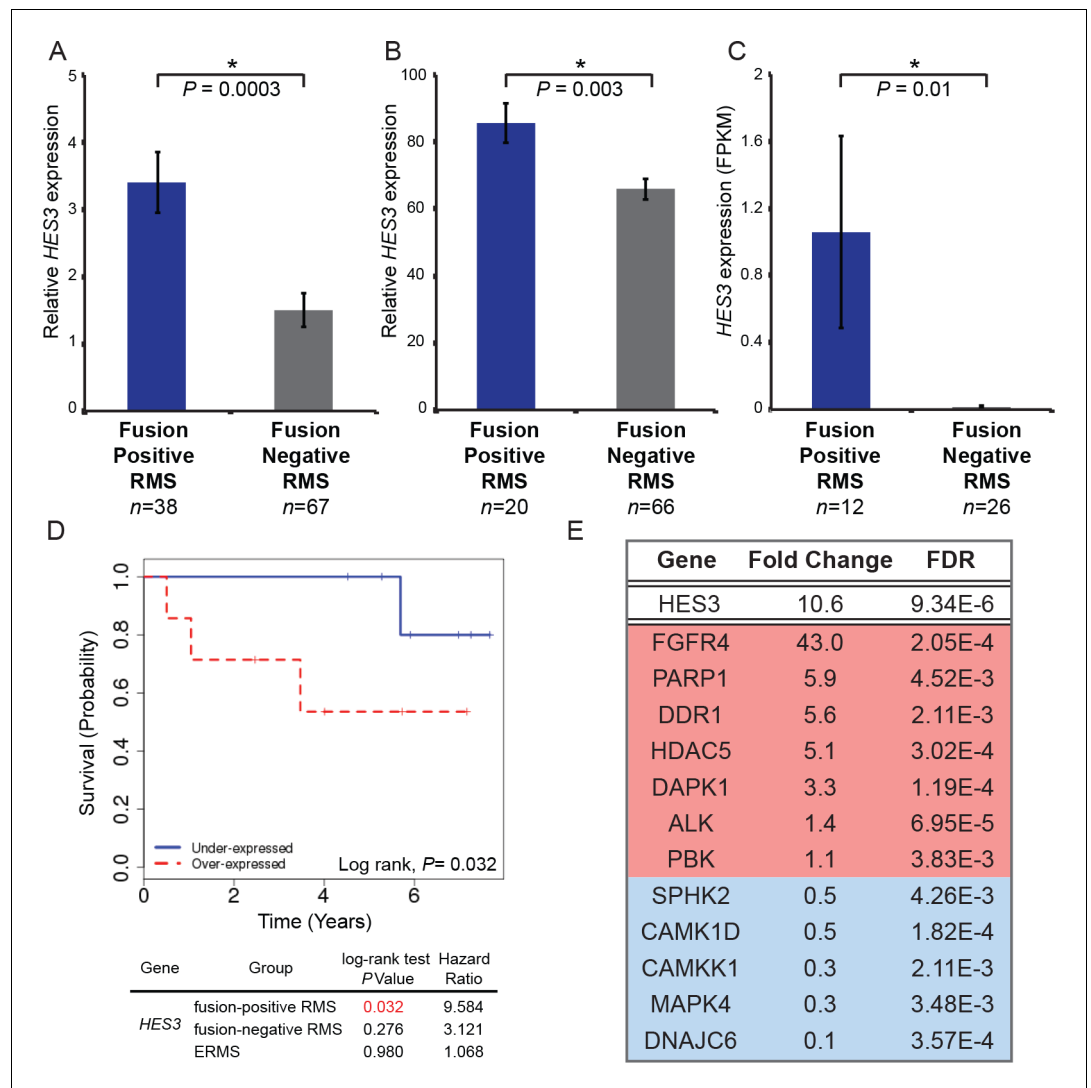 A
*
P = 0.0003
Relative HES3 expression
5
4
3
2
1
0
Fusion
Positive
RMS
n=38
Fusion
Negative
RMS
n=67
B
*
P = 0.003
Relative HES3 expression
100
80
60
40
20
0
Fusion
Positive
RMS
n=20
Fusion
Negative
RMS
n=66
C
*
P = 0.01
HES3 expression (FPKM)
2
1.6
1.2
0.8
0.4
0
Fusion
Positive
RMS
n=12
Fusion
Negative
RMS
n=26
D
Survival (Probability)
1.0
0.8
0.6
0.4
0.2
0.0
Under-expressed
Over-expressed
Log rank, P= 0.032
0 2 4 6
Time (Years)
Gene Group log-rank test P Value Hazard Ratio
HES3
fusion-positive RMS 0.032 9.584
fusion-negative RMS 0.276 3.121
ERMS 0.980 1.068
E
Gene Fold Change FDR
HES3 10.6 9.34E-6
FGFR4 43.0 2.05E-4
PARP1 5.9 4.52E-3
DDR1 5.6 2.11E-3
HDAC5 5.1 3.02E-4
DAPK1 3.3 1.19E-4
ALK 1.4 6.95E-5
PBK 1.1 3.83E-3
SPHK2 0.5 4.26E-3
CAMK1D 0.5 1.82E-4
CAMKK1 0.3 2.11E-3
MAPK4 0.3 3.48E-3
DNAJC6 0.1 3.57E-4